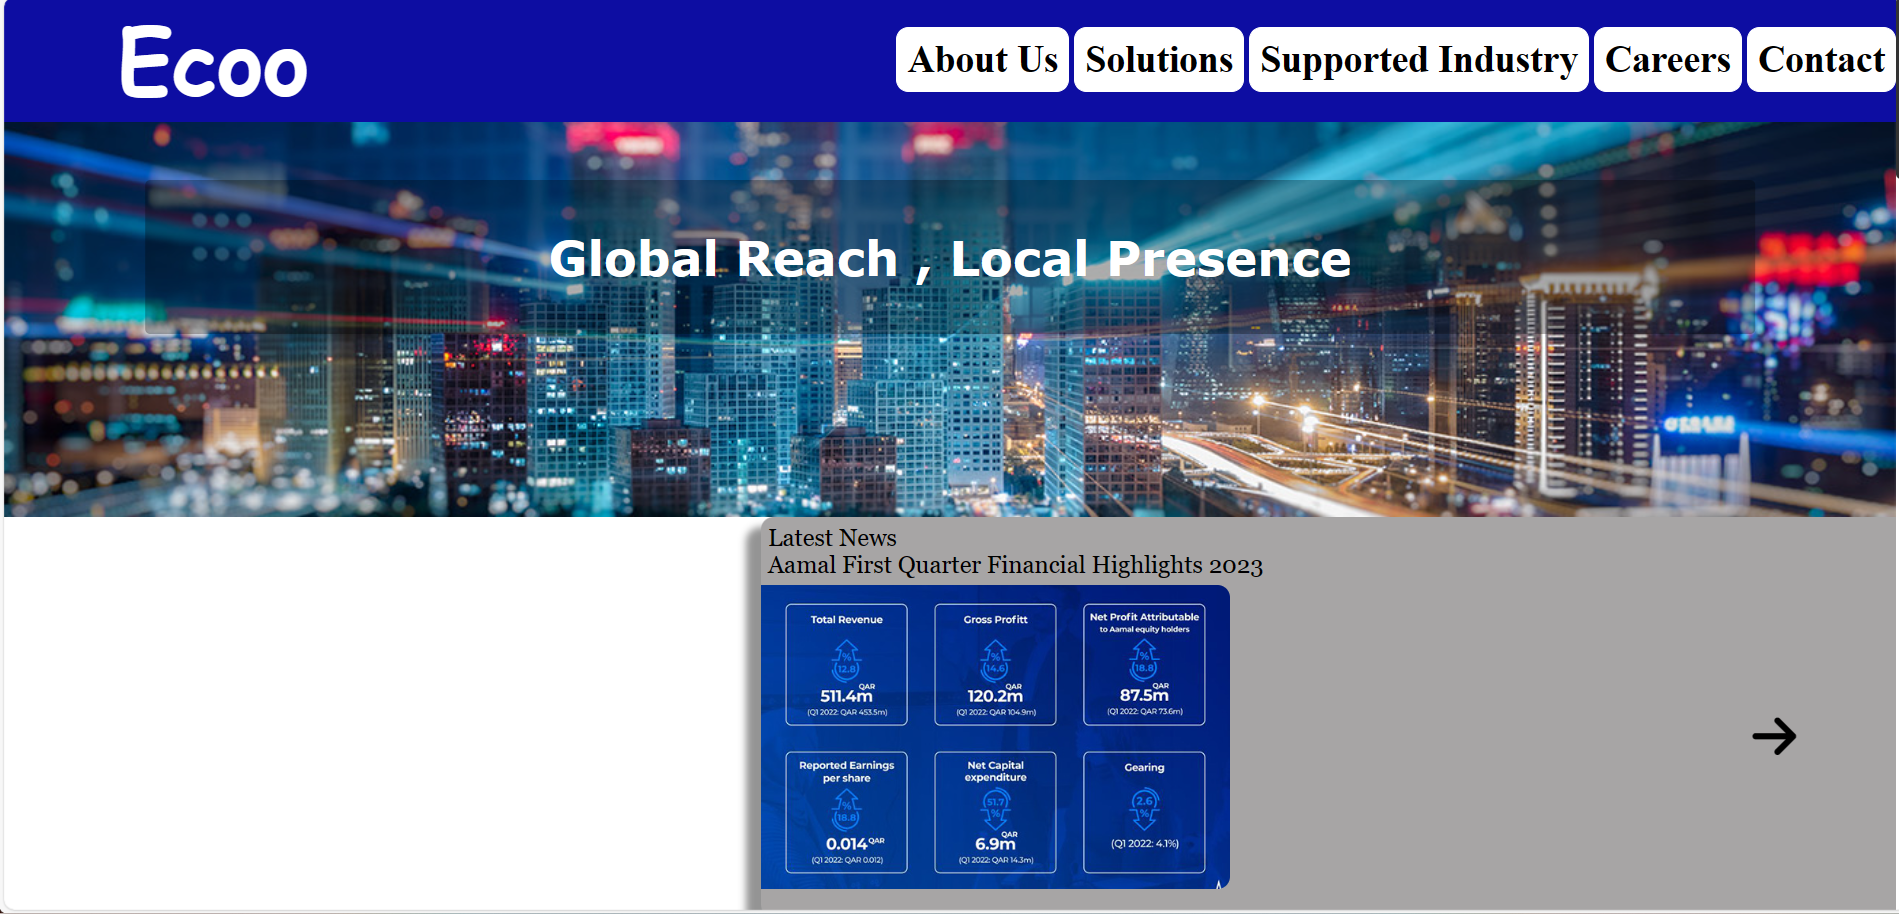 Ecoo
About Us Solutions Supported Industry Careers Contact
Global Reach , Local Presence
Latest News
Aamal First Quarter Financial Highlights 2023
Total Revenue
%
12.8
QAR
511.4m
(Q1 2022: QAR 453.5m)
Gross Profitt
%
14.6
QAR
120.2m
(Q1 2022: QAR 104.9m)
Net Profit Attributable
to Aamal equity holders
%
18.8
QAR
87.5m
(Q1 2022: QAR 73.6m)
Reported Earnings
per share
%
18.8
0.014 QAR
(Q1 2022: QAR 0.012)
Net Capital
expenditure
51.7
%
QAR
6.9m
(Q1 2022: QAR 14.3m)
Gearing
2.6
%
(Q1 2022: 4.1%)